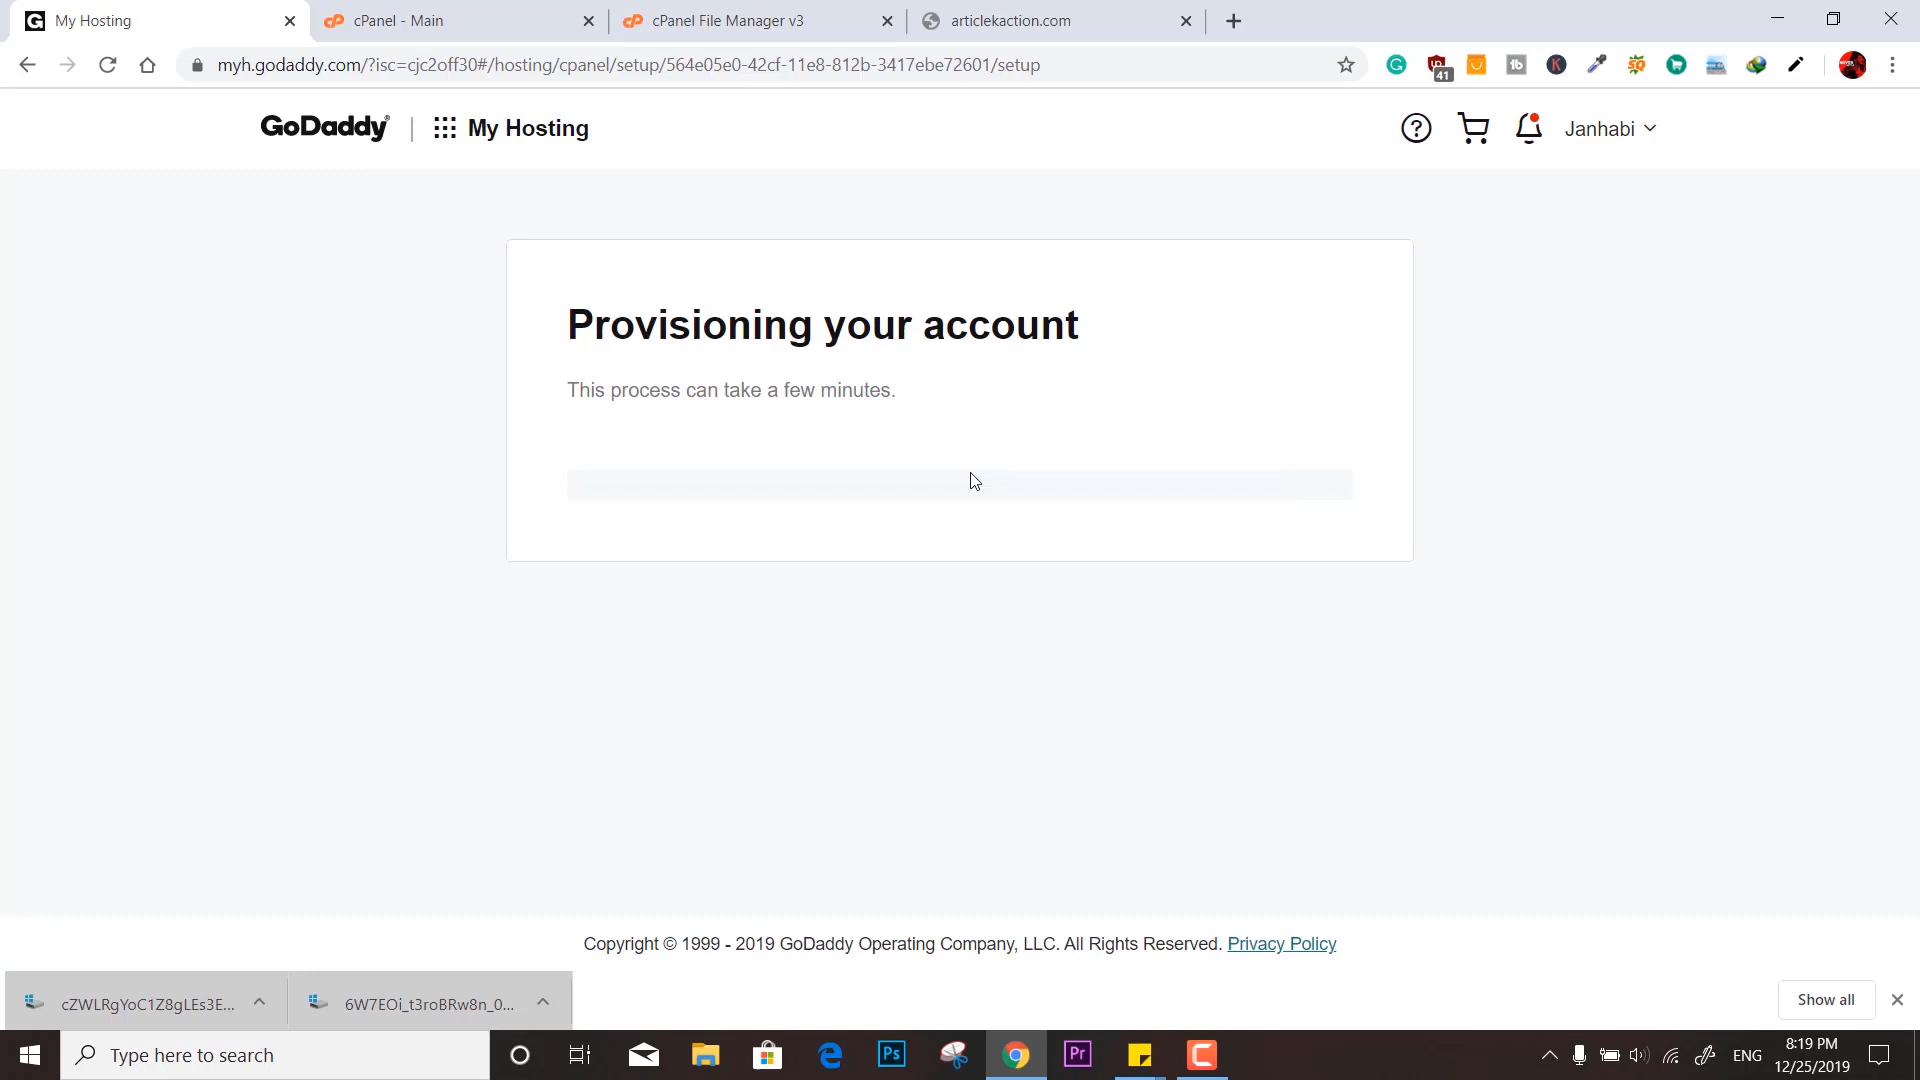 My Hosting
cPanel - Main
cPanel File Manager v3
articlekaction.com
myh.godaddy.com/?isc=cjc2off30#/hosting/cpanel/setup/564e05e0-42cf-11e8-812b-3417ebe72601/setup
41
GoDaddy | My Hosting
Janhabi
Provisioning your account
This process can take a few minutes.
Copyright © 1999 - 2019 GoDaddy Operating Company, LLC. All Rights Reserved. Privacy Policy
cZWLRgYoC1Z8gLEs3E...
6W7EOi_t3roBRw8n_0...
Show all
Type here to search
Ps
Pr
ENG
8:19 PM
12/25/2019